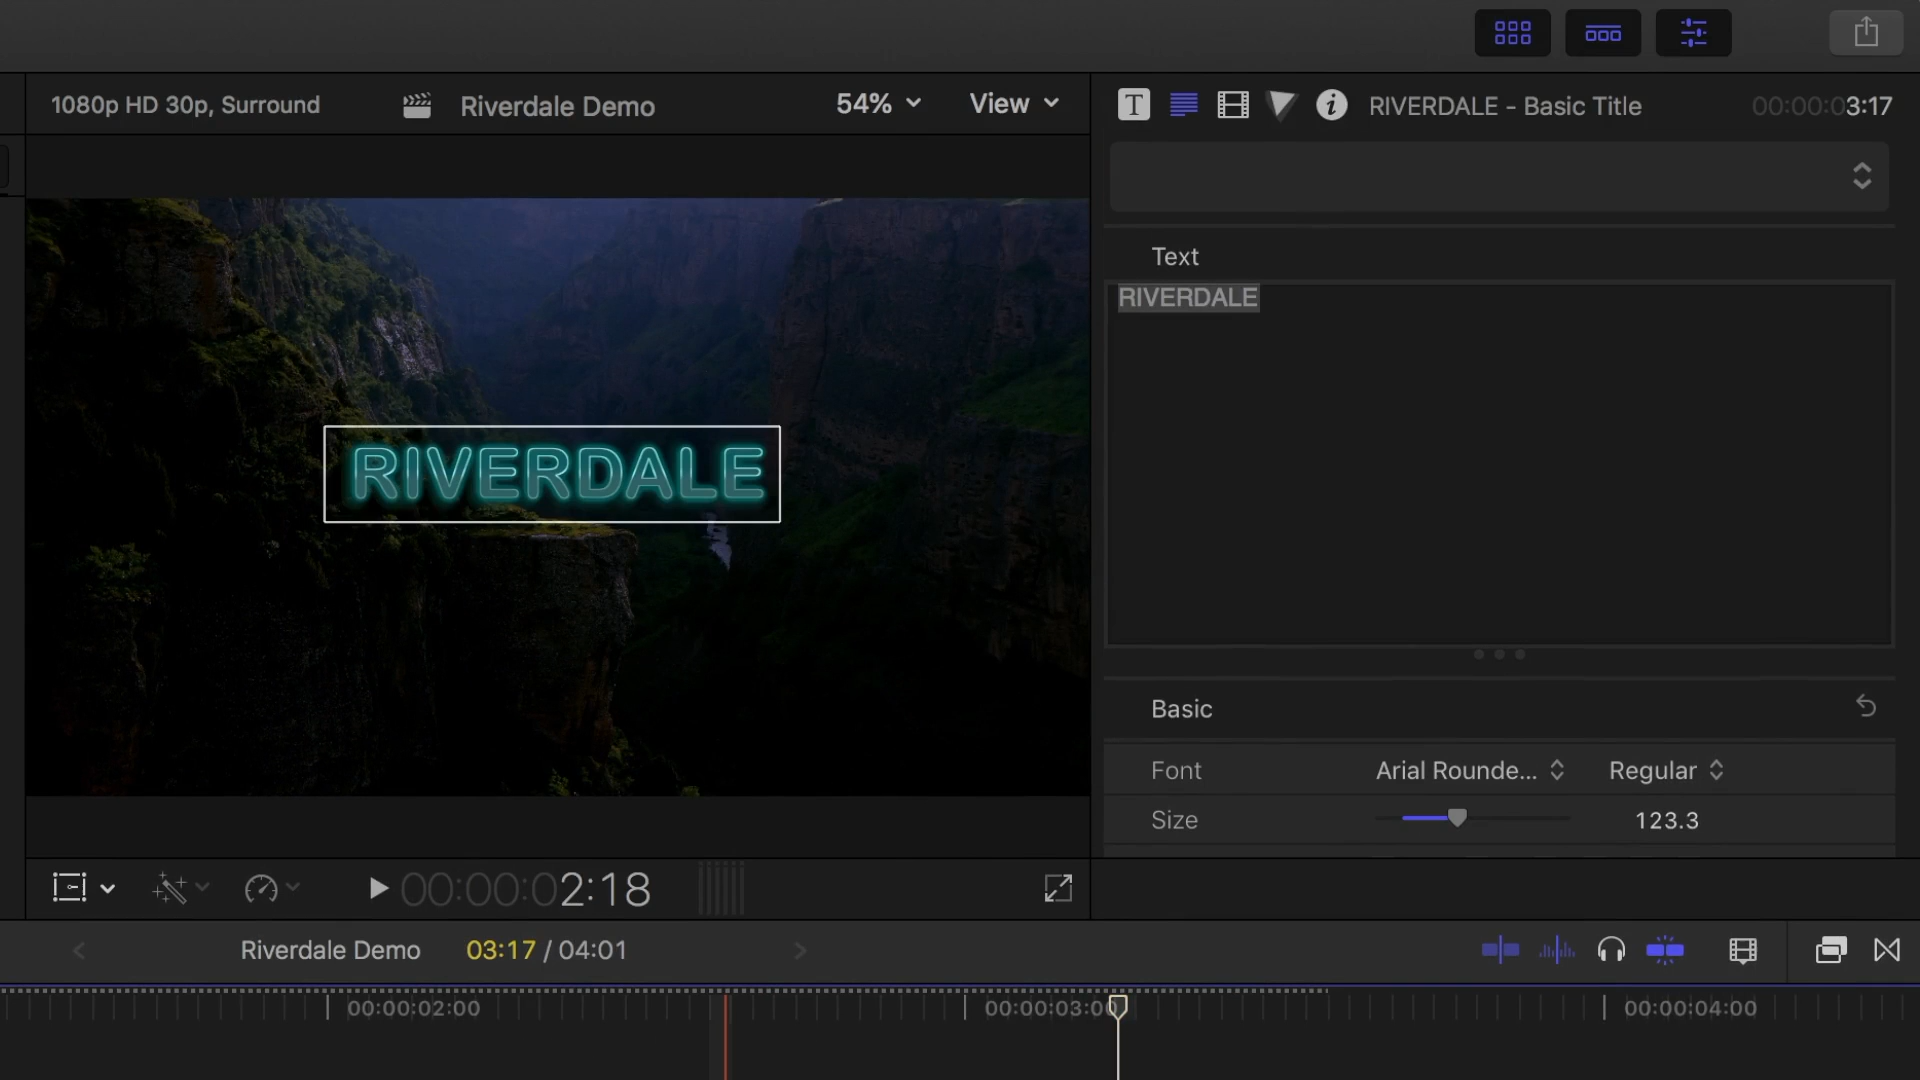 1080p HD 30p, Surround
Riverdale Demo
54%
View
T
i
RIVERDALE - Basic Title
00:00:03:17
Text
RIVERDALE
RIVERDALE
Basic
Font
Arial Rounde...
Regular
Size
123.3
00:00:02:18
Riverdale Demo
03:17 / 04:01
00:00:02:00
00:00:03:00
00:00:04:00